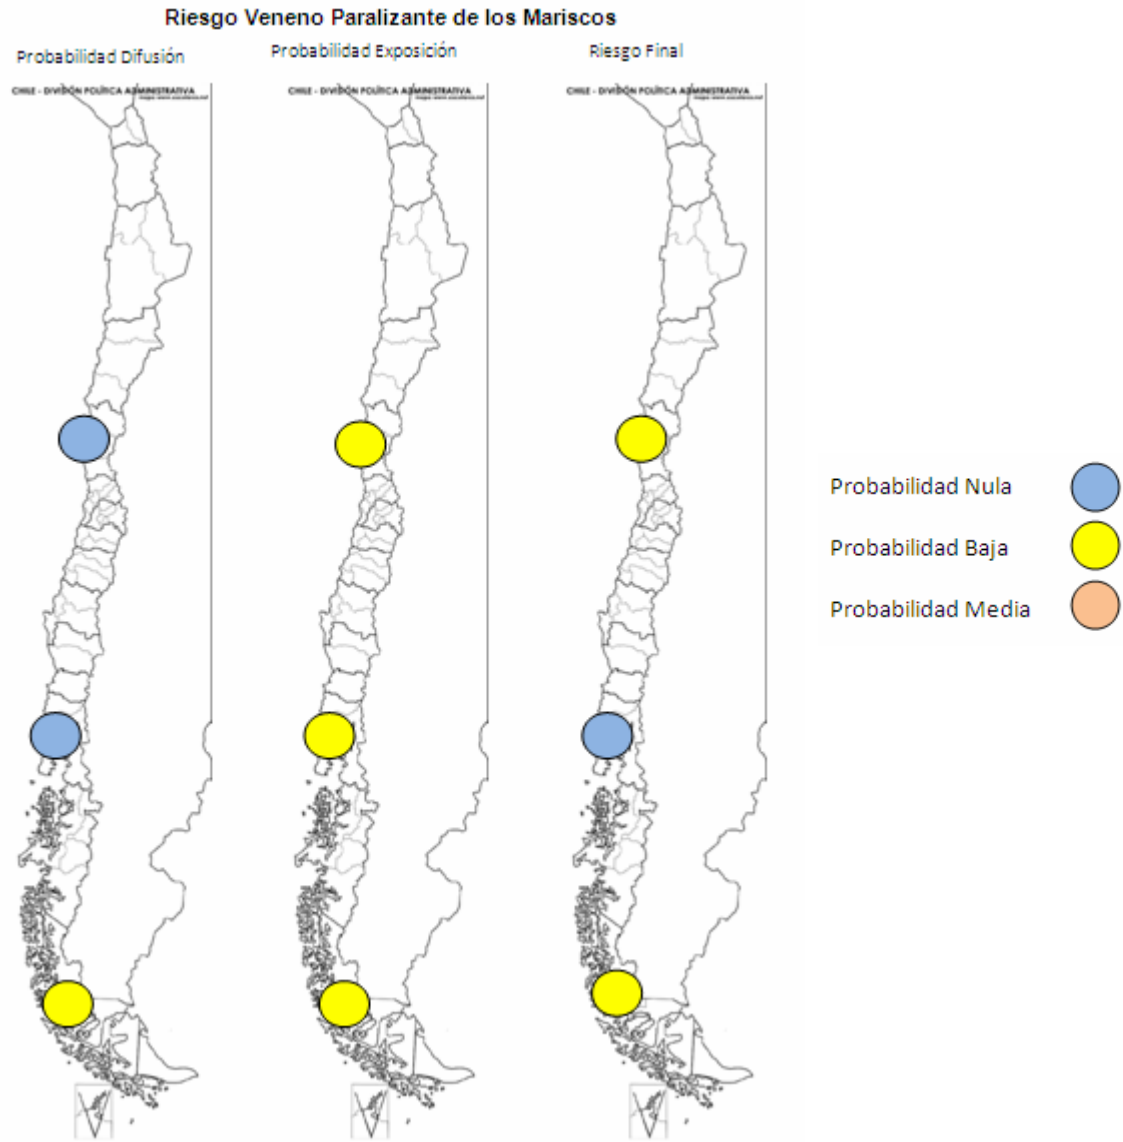 Riesgo Veneno Paralizante de los Mariscos
Probabilidad Difusión
Probabilidad Exposición
Riesgo Final
CHILE - DIVISIÓN POLÍTICA ADMINISTRATIVA
CHILE - DIVISIÓN POLÍTICA ADMINISTRATIVA
CHILE - DIVISIÓN POLÍTICA ADMINISTRATIVA
Probabilidad Nula
Probabilidad Baja
Probabilidad Media